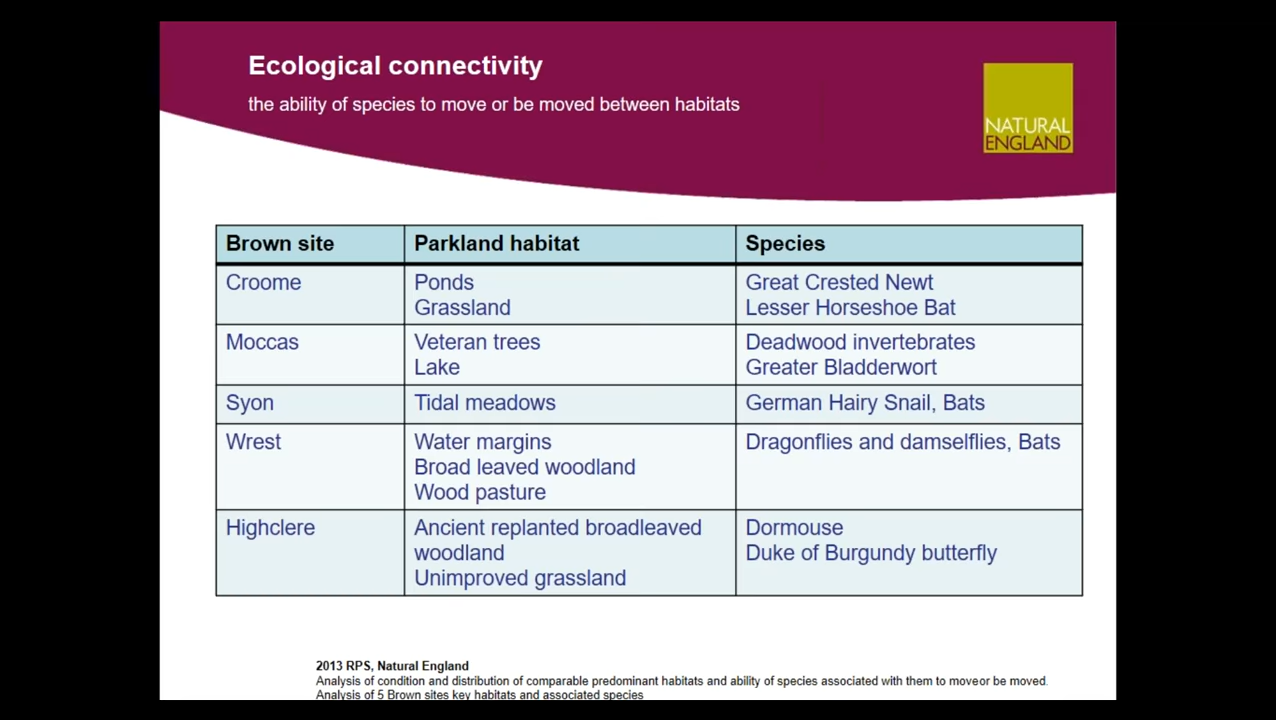 Ecological connectivity
the ability of species to move or be moved between habitats
NATURAL
ENGLAND
Brown site Parkland habitat Species
Croome Ponds Great Crested Newt
Grassland Lesser Horseshoe Bat
Moccas Veteran trees Deadwood invertebrates
Lake Greater Bladderwort
Syon Tidal meadows German Hairy Snail, Bats
Wrest Water margins Dragonflies and damselflies, Bats
Broad leaved woodland
Wood pasture
Highclere Ancient replanted broadleaved Dormouse
woodland Duke of Burgundy butterfly
Unimproved grassland
2013 RPS, Natural England
Analysis of condition and distribution of comparable predominant habitats and ability of species associated with them to move or be moved.
Analysis of 5 Brown sites key habitats and associated species